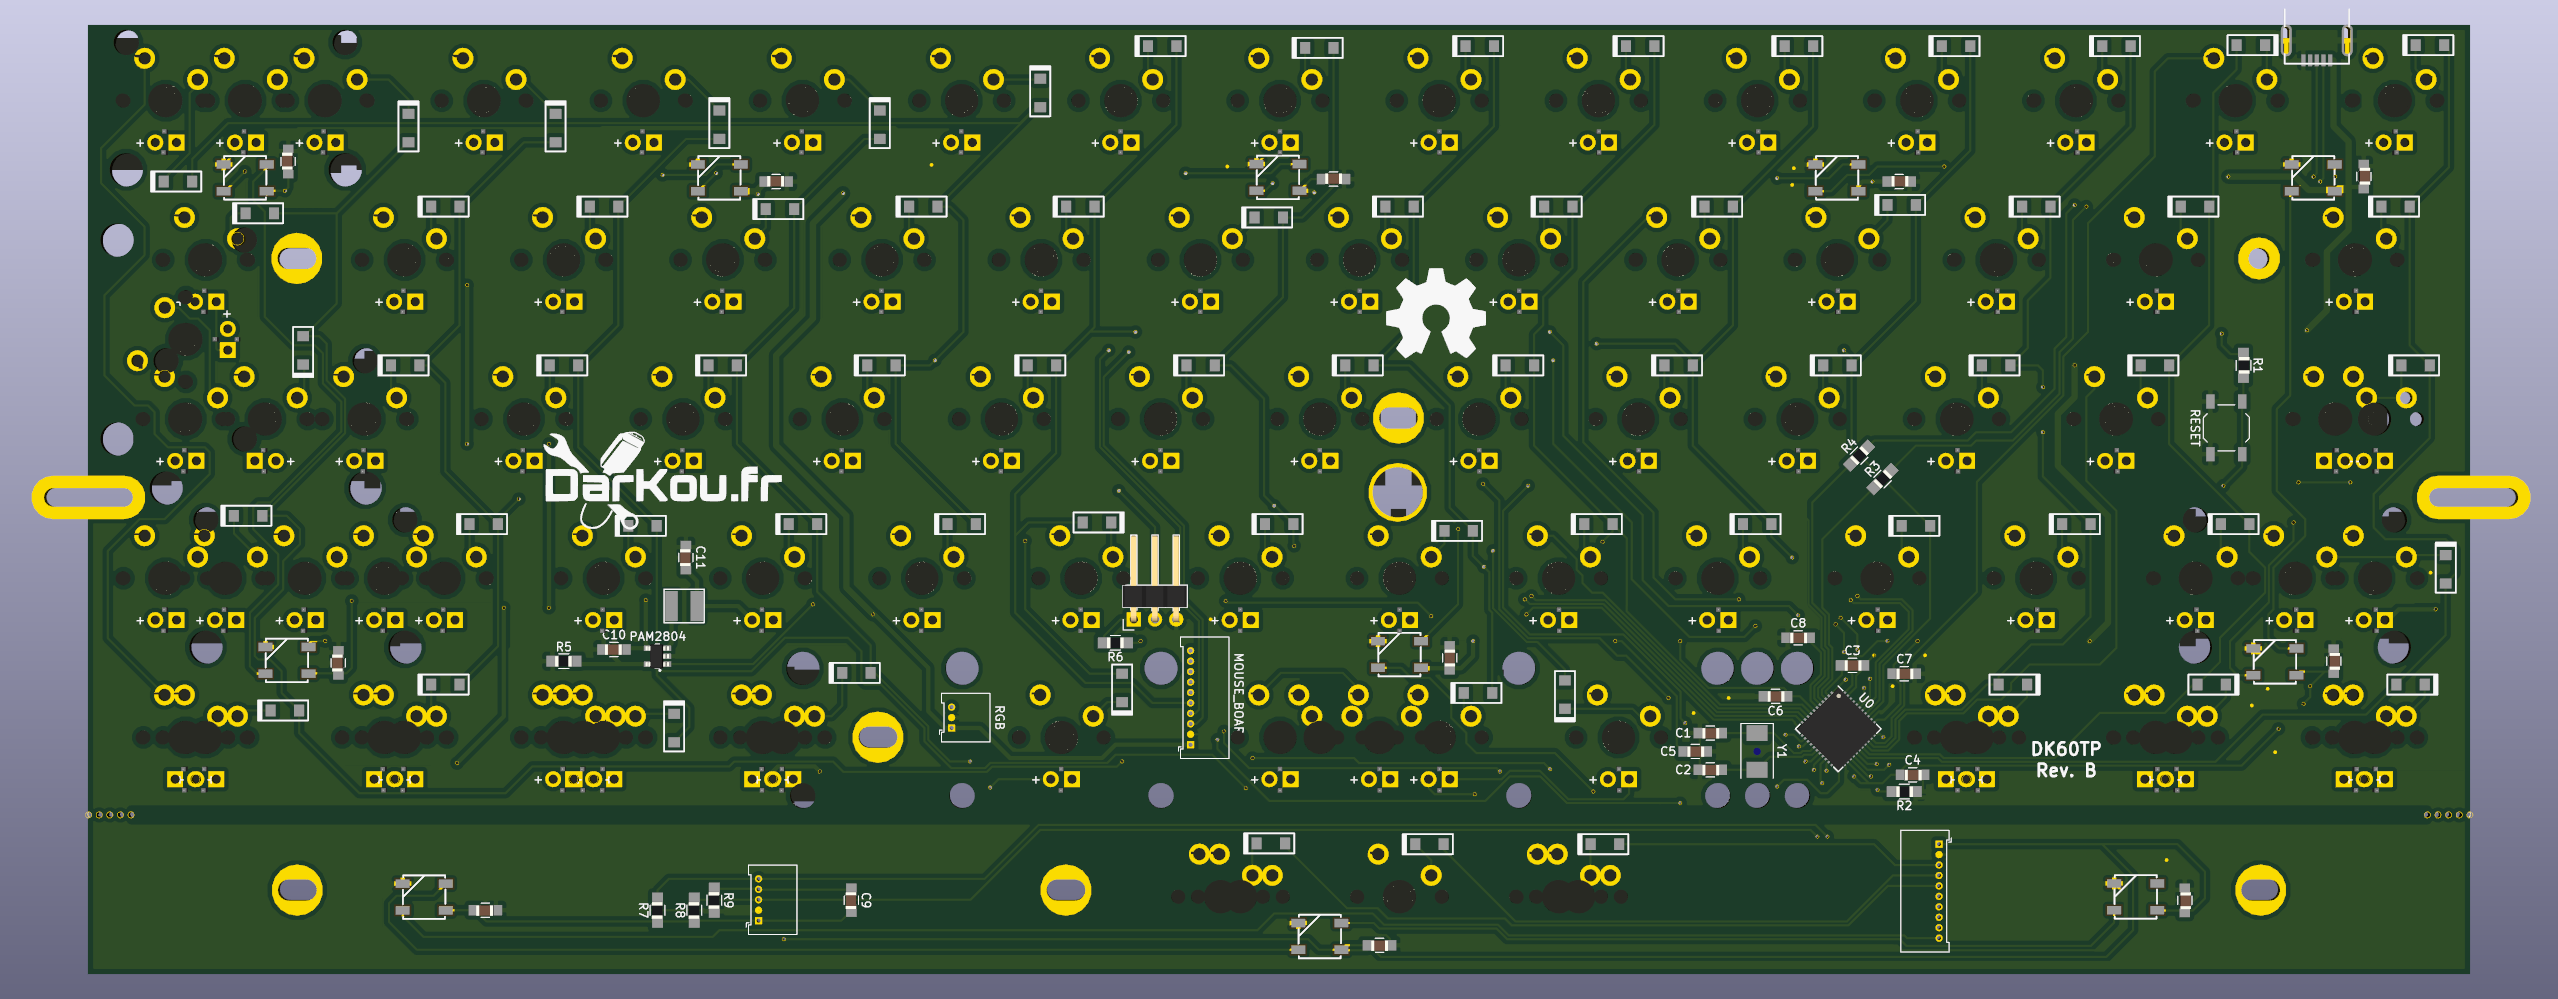 R1
RESET
R4
R3
DarKou.fr
C11
C10
PAM2804
R5
R6
MOUSE_BOAF
RGB
C8
C3
C7
C6
U0
C1
C5
C2
Y1
C4
R2
DK60TP
Rev. B
R7
R8
R9
C9